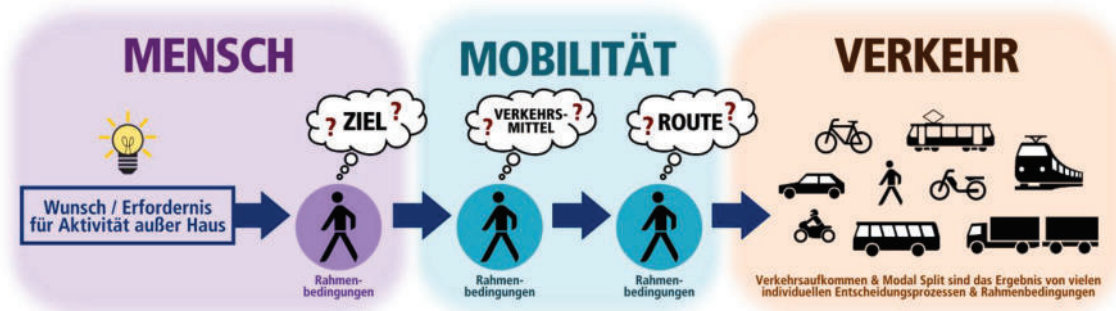 MENSCH
MOBILITÄT
VERKEHR
? ZIEL ?
? VERKEHRS- ?
MITTEL
? ROUTE ?
Wunsch / Erfordernis
für Aktivität außer Haus
Rahmen-
bedingungen
Rahmen-
bedingungen
Rahmen-
bedingungen
Verkehrsaufkommen & Modal Split sind das Ergebnis von vielen
individuellen Entscheidungsprozessen & Rahmenbedingungen